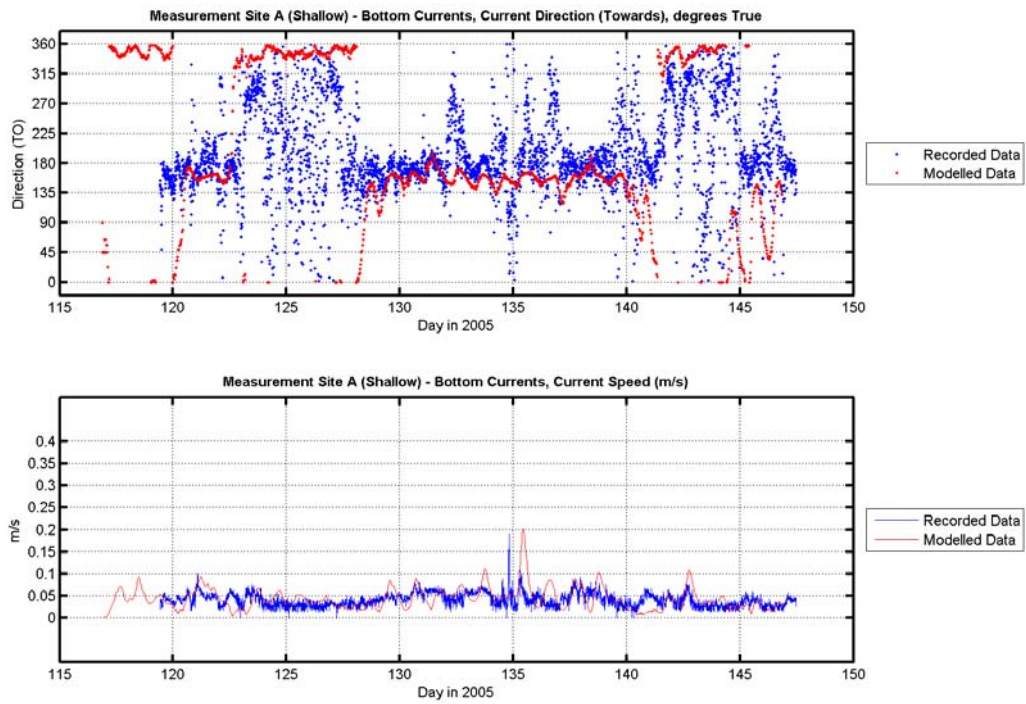 Measurement Site A (Shallow) - Bottom Currents, Current Direction (Towards), degrees True
360
315
270
225
180
135
90
45
0
Direction (TO)
115 120 125 130 135 140 145 150
Day in 2005
Recorded Data
Modelled Data
Measurement Site A (Shallow) - Bottom Currents, Current Speed (m/s)
0.4
0.35
0.3
0.25
0.2
0.15
0.1
0.05
0
m/s
115 120 125 130 135 140 145 150
Day in 2005
Recorded Data
Modelled Data